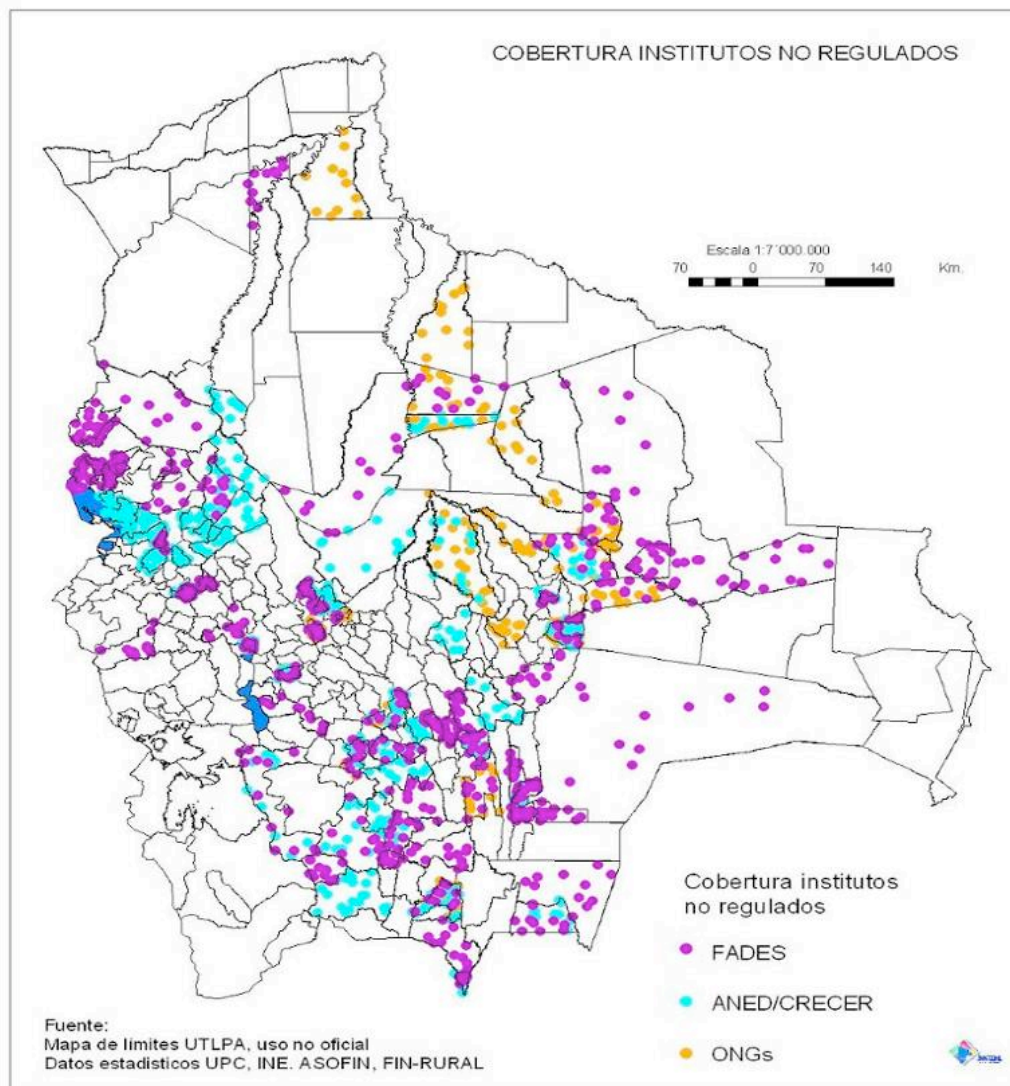 COBERTURA INSTITUTOS NO REGULADOS
Escala 1:7´000.000
70 0 70 140 Km.
Cobertura institutos
no regulados
FADES
ANED/CRECER
ONGs
Fuente:
Mapa de límites UTLPA, uso no oficial
Datos estadisticos UPC, INE. ASOFIN, FIN-RURAL